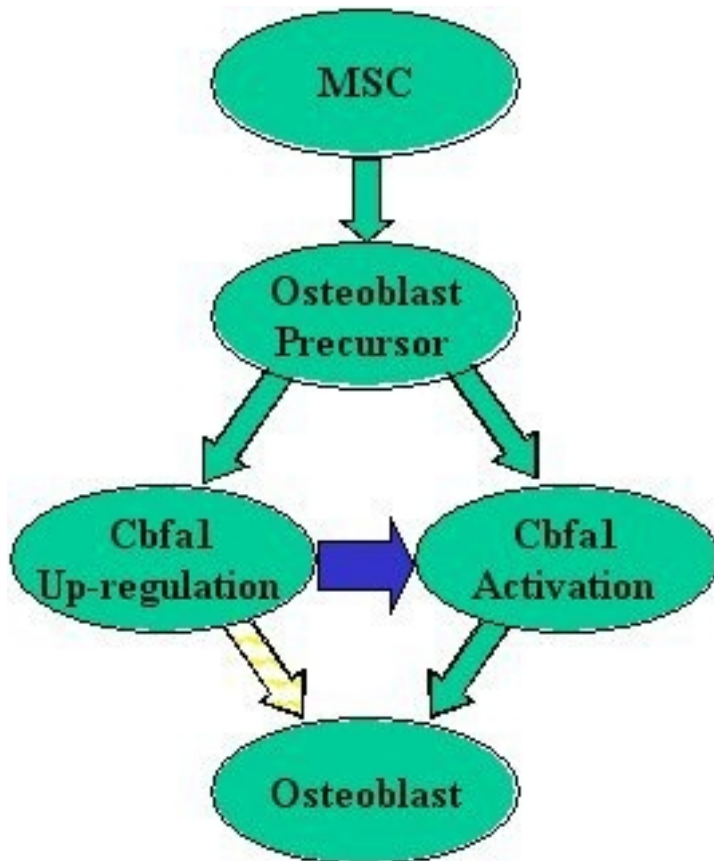 MSC
Osteoblast
Precursor
Cbfa1
Up-regulation
Cbfa1
Activation
Osteoblast